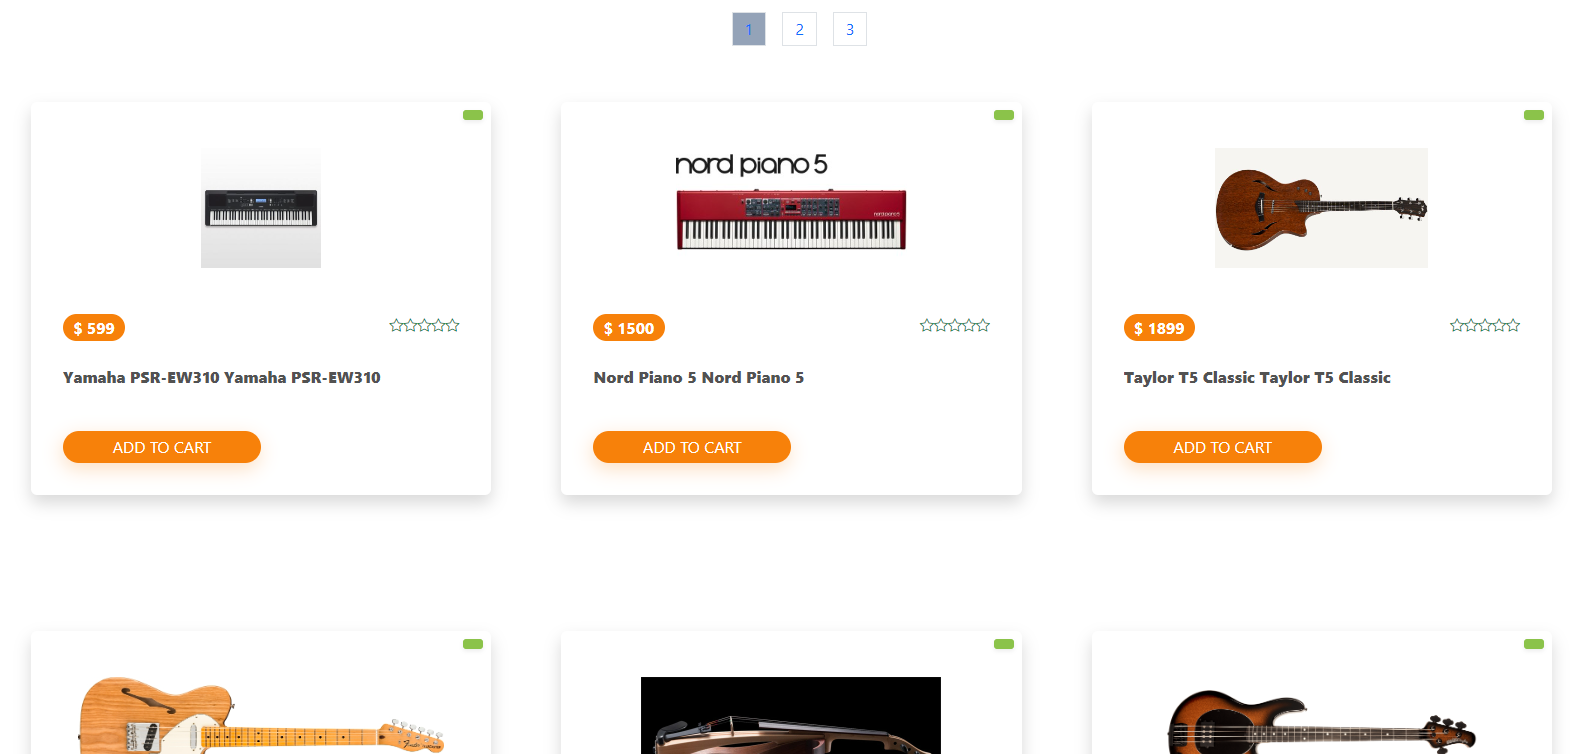 1 2 3
nord piano 5
$ 599
$ 1500
$ 1899
Yamaha PSR-EW310 Yamaha PSR-EW310
Nord Piano 5 Nord Piano 5
Taylor T5 Classic Taylor T5 Classic
ADD TO CART
ADD TO CART
ADD TO CART